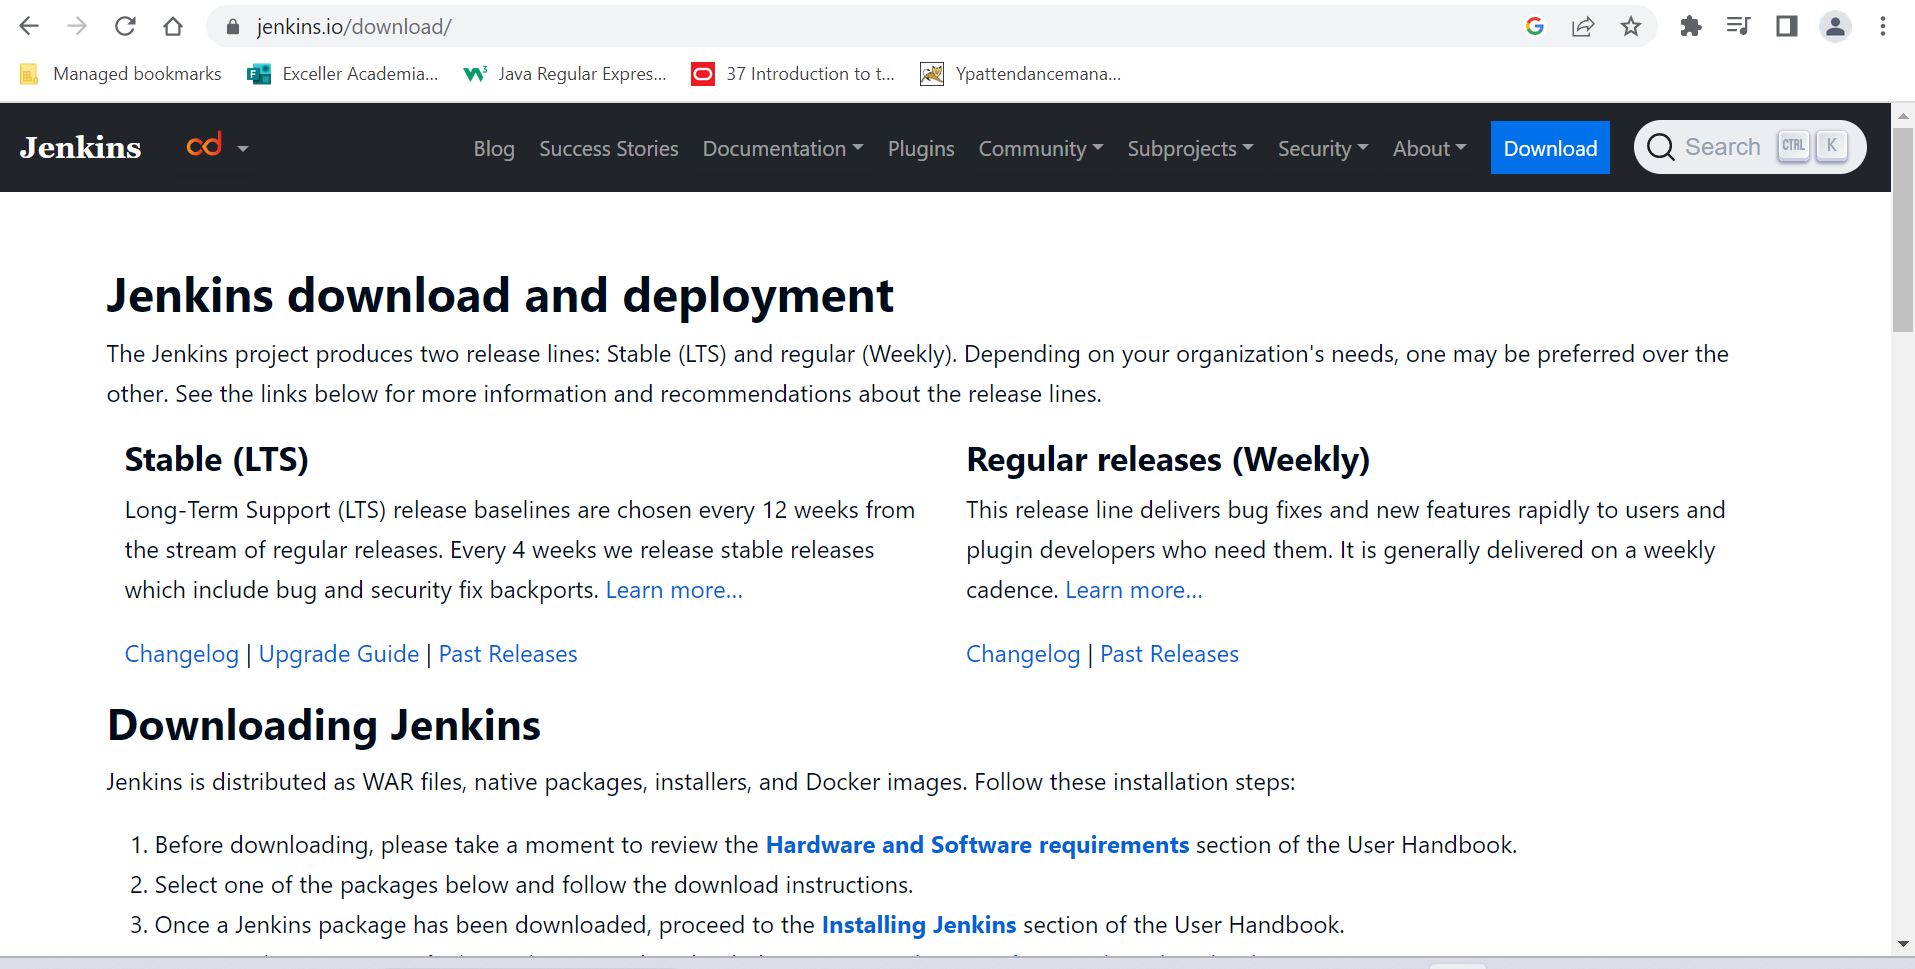 jenkins.io/download/
Managed bookmarks Exceller Academia... Java Regular Expres... 37 Introduction to t... Ypattendancemana...
Jenkins cd Blog Success Stories Documentation Plugins Community Subprojects Security About Download Search CTRL K
Jenkins download and deployment
The Jenkins project produces two release lines: Stable (LTS) and regular (Weekly). Depending on your organization's needs, one may be preferred over the
other. See the links below for more information and recommendations about the release lines.
Stable (LTS)
Long-Term Support (LTS) release baselines are chosen every 12 weeks from
the stream of regular releases. Every 4 weeks we release stable releases
which include bug and security fix backports. Learn more...
Changelog | Upgrade Guide | Past Releases
Regular releases (Weekly)
This release line delivers bug fixes and new features rapidly to users and
plugin developers who need them. It is generally delivered on a weekly
cadence. Learn more...
Changelog | Past Releases
Downloading Jenkins
Jenkins is distributed as WAR files, native packages, installers, and Docker images. Follow these installation steps:
1. Before downloading, please take a moment to review the Hardware and Software requirements section of the User Handbook.
2. Select one of the packages below and follow the download instructions.
3. Once a Jenkins package has been downloaded, proceed to the Installing Jenkins section of the User Handbook.